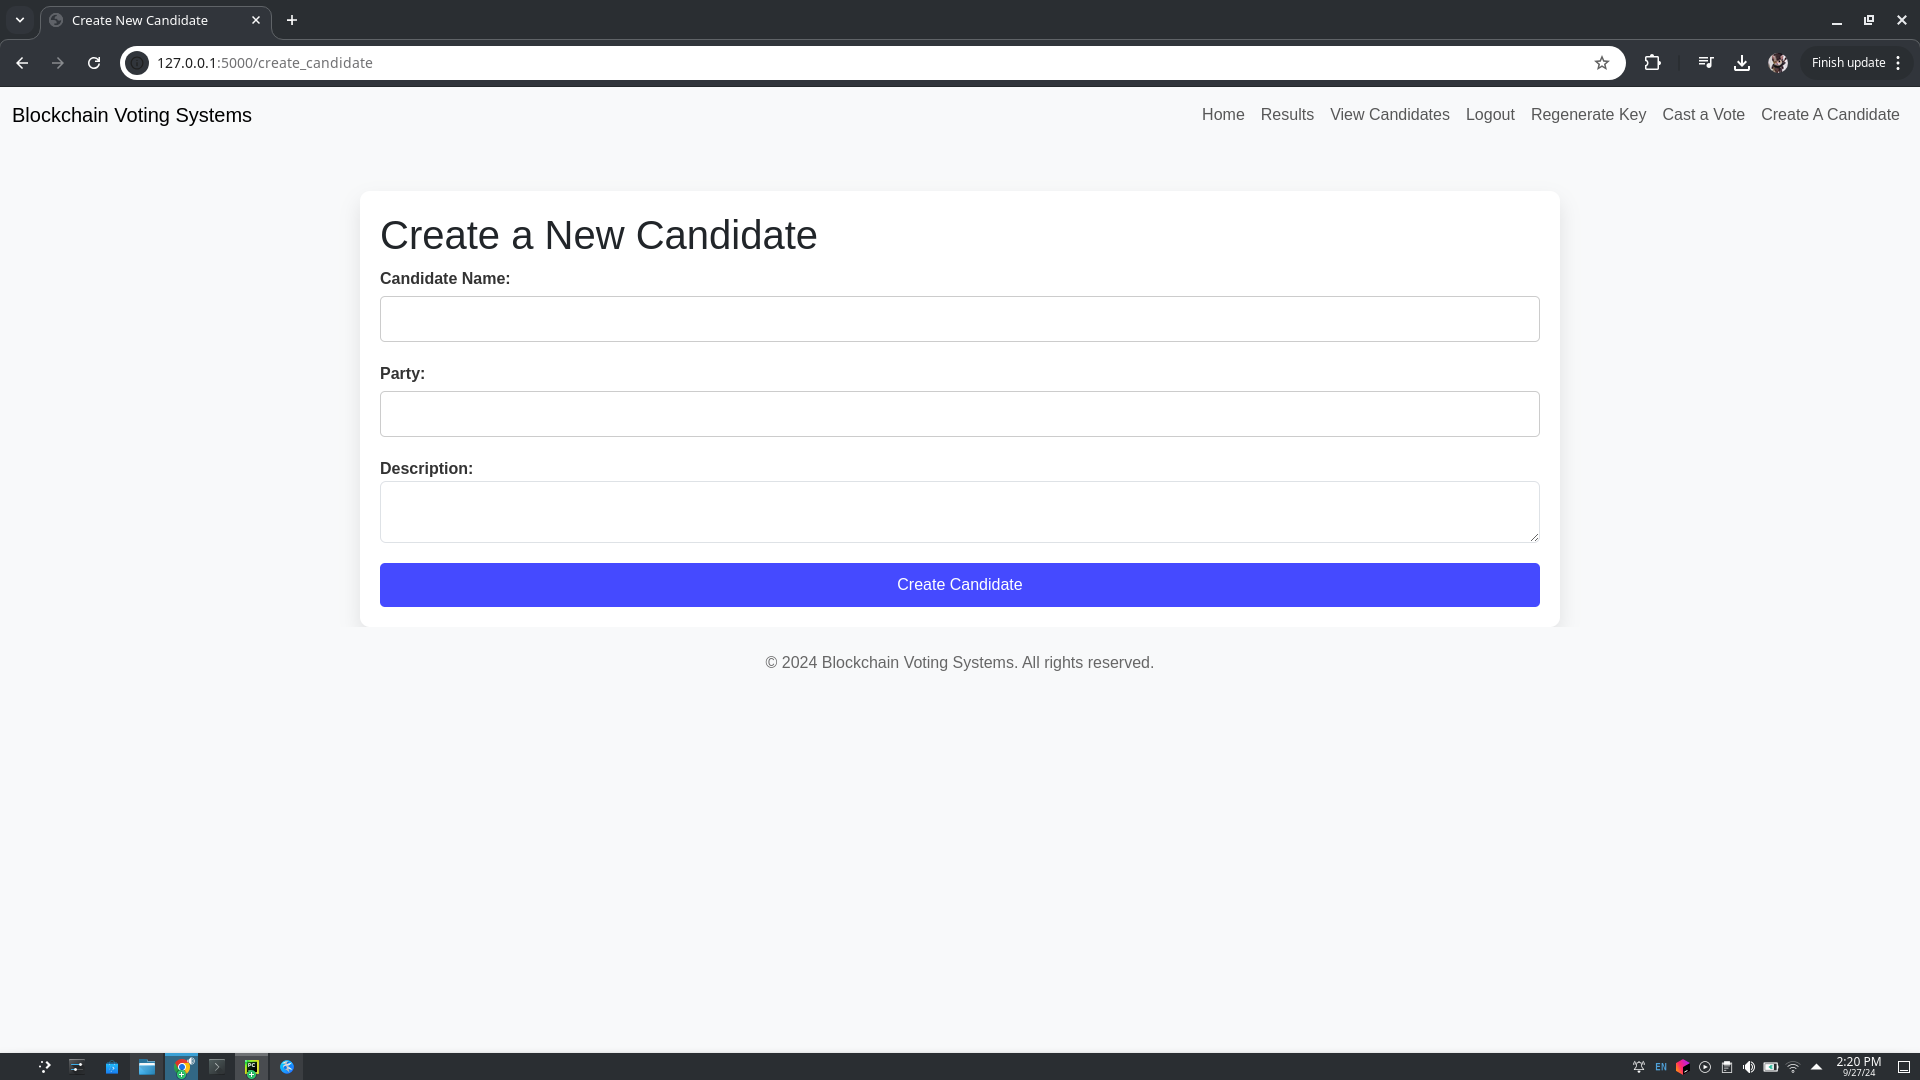 Create New Candidate
127.0.0.1:5000/create_candidate
Finish update
Blockchain Voting Systems
Home Results View Candidates Logout Regenerate Key Cast a Vote Create A Candidate
Create a New Candidate
Candidate Name:
Party:
Description:
Create Candidate
© 2024 Blockchain Voting Systems. All rights reserved.
PC
EN
2:20 PM
9/27/24